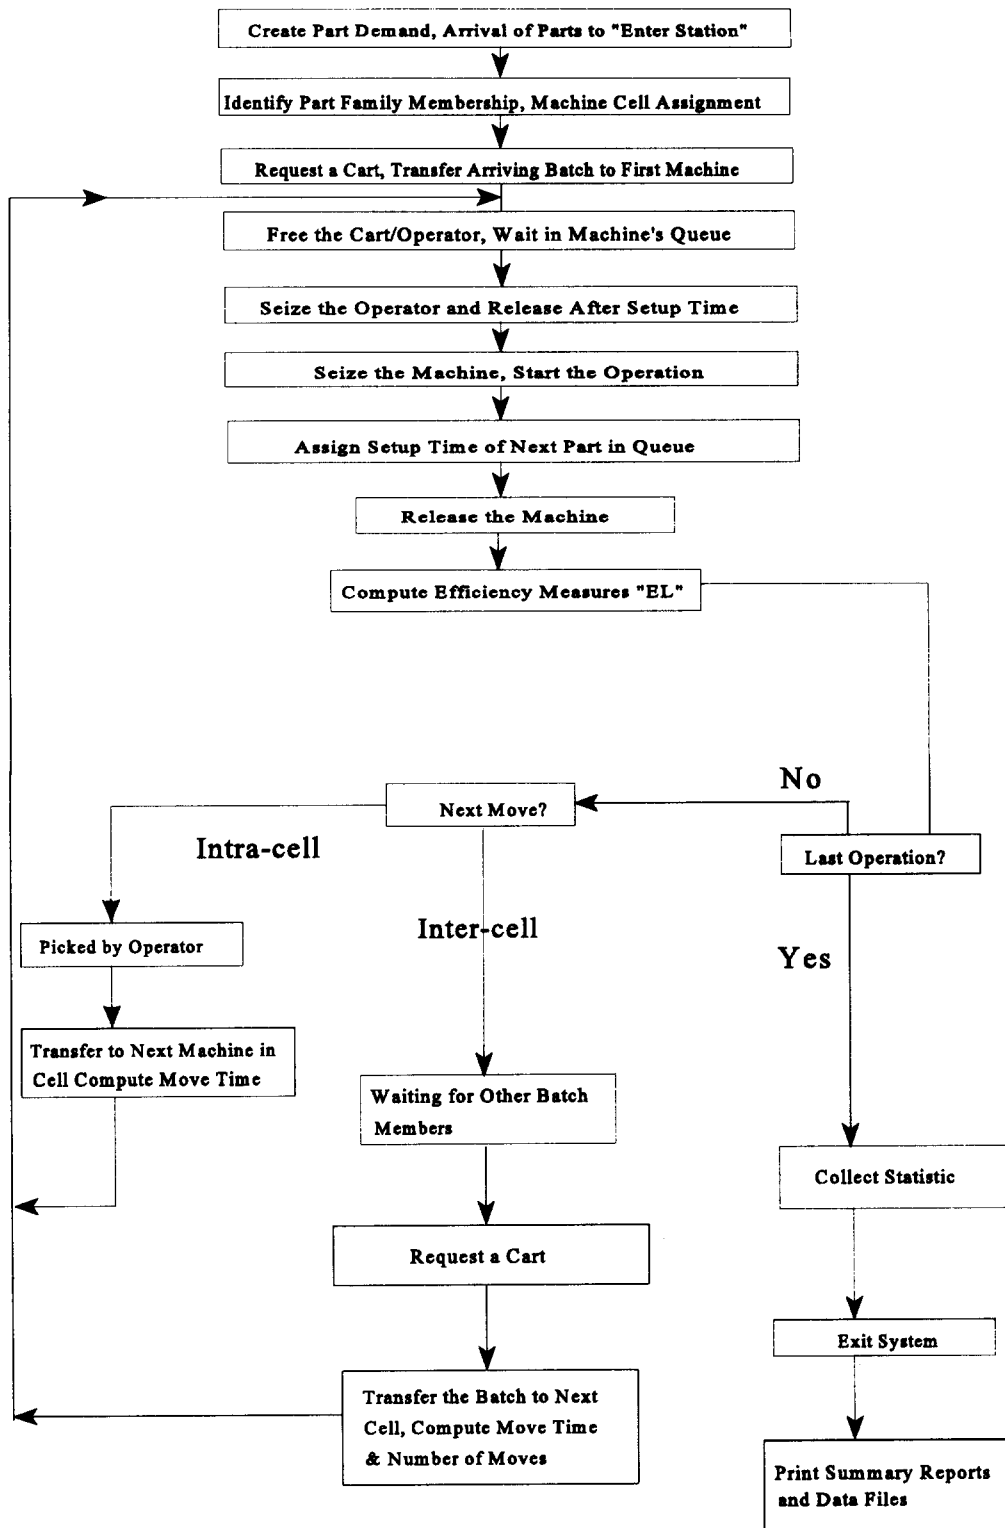 Create Part Demand, Arrival of Parts to "Enter Station"
Identify Part Family Membership, Machine Cell Assignment
Request a Cart, Transfer Arriving Batch to First Machine
Free the Cart/Operator, Wait in Machine's Queue
Seize the Operator and Release After Setup Time
Seize the Machine, Start the Operation
Assign Setup Time of Next Part in Queue
Release the Machine
Compute Efficiency Measures "EL"
No
Next Move?
Last Operation?
Intra-cell
Inter-cell
Yes
Picked by Operator
Transfer to Next Machine in
Cell Compute Move Time
Waiting for Other Batch
Members
Collect Statistic
Request a Cart
Exit System
Transfer the Batch to Next
Cell, Compute Move Time
& Number of Moves
Print Summary Reports
and Data Files